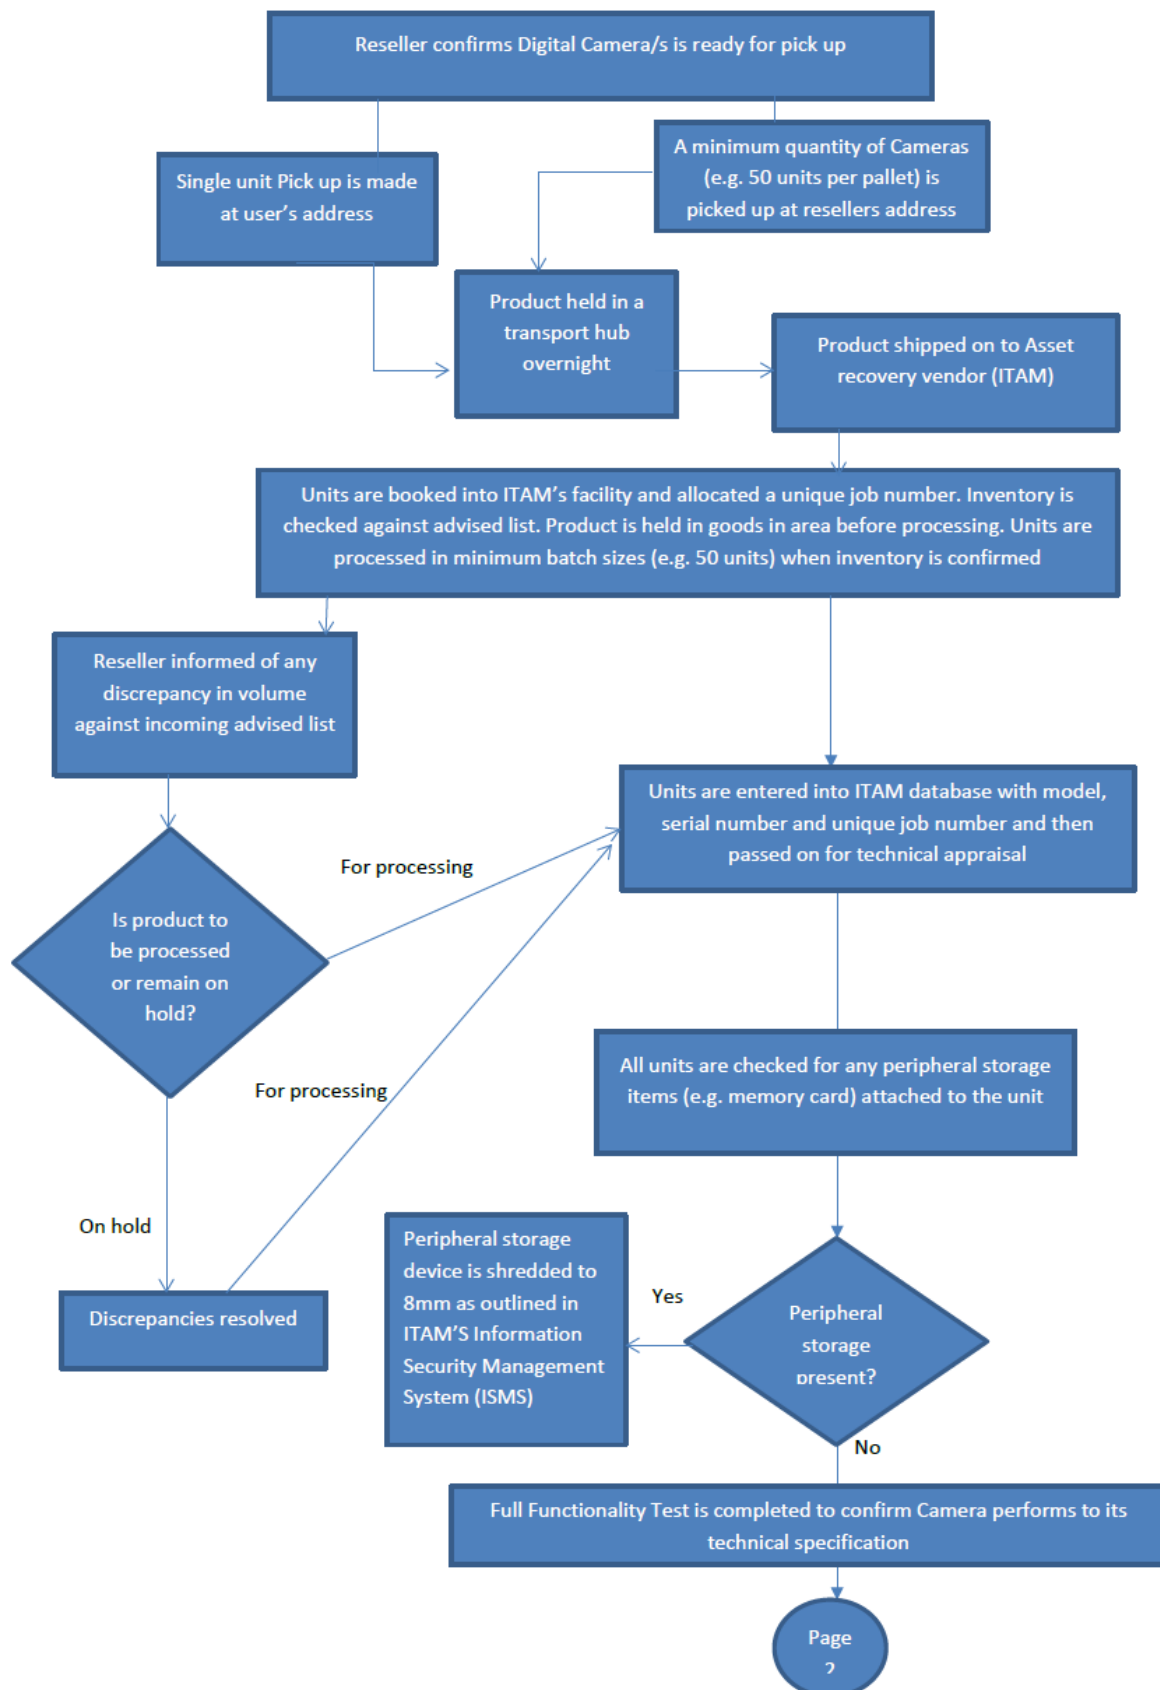 Reseller confirms Digital Camera/s is ready for pick up
Single unit Pick up is made
at user's address
A minimum quantity of Cameras
(e.g. 50 units per pallet) is
picked up at resellers address
Product held in a
transport hub
overnight
Product shipped on to Asset
recovery vendor (ITAM)
Units are booked into ITAM's facility and allocated a unique job number. Inventory is
checked against advised list. Product is held in goods in area before processing. Units are
processed in minimum batch sizes (e.g. 50 units) when inventory is confirmed
Reseller informed of any
discrepancy in volume
against incoming advised list
Units are entered into ITAM database with model,
serial number and unique job number and then
passed on for technical appraisal
For processing
Is product to
be processed
or remain on
hold?
For processing
All units are checked for any peripheral storage
items (e.g. memory card) attached to the unit
On hold
Discrepancies resolved
Peripheral storage
device is shredded to
8mm as outlined in
ITAM'S Information
Security Management
System (ISMS)
Yes
Peripheral
storage
present?
No
Full Functionality Test is completed to confirm Camera performs to its
technical specification
Page
2